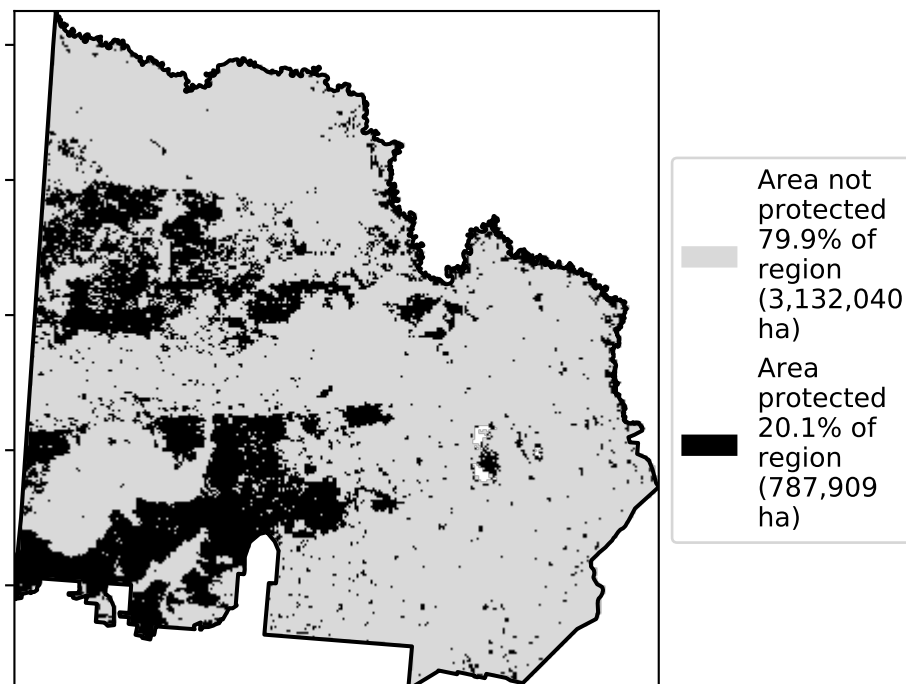 Area not
protected
79.9% of
region
(3,132,040
ha)
Area
protected
20.1% of
region
(787,909
ha)